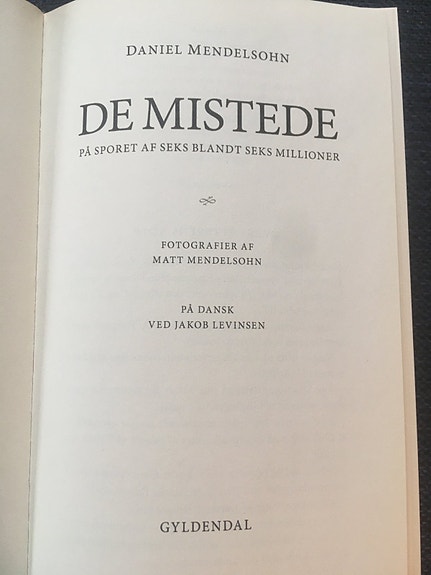 DANIEL MENDELSOHN
DE MISTEDE
PÅ SPORET AF SEKS BLANDT SEKS MILLIONER
FOTOGRAFIER AF
MATT MENDELSOHN
PÅ DANSK
VED JAKOB LEVINSEN
GYLDENDAL